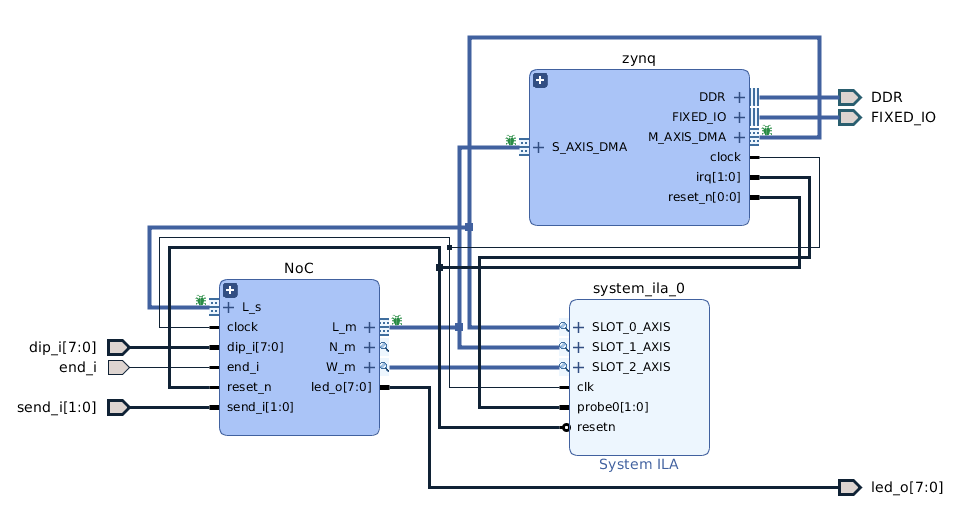 zynq
DDR
FIXED_IO
M_AXIS_DMA
S_AXIS_DMA
clock
irq[1:0]
reset_n[0:0]
DDR
FIXED_IO
NoC
L_s
clock
dip_i[7:0]
end_i
reset_n
send_i[1:0]
L_m
N_m
W_m
led_o[7:0]
dip_i[7:0]
end_i
send_i[1:0]
system_ila_0
SLOT_0_AXIS
SLOT_1_AXIS
SLOT_2_AXIS
clk
probe0[1:0]
resetn
System ILA
led_o[7:0]